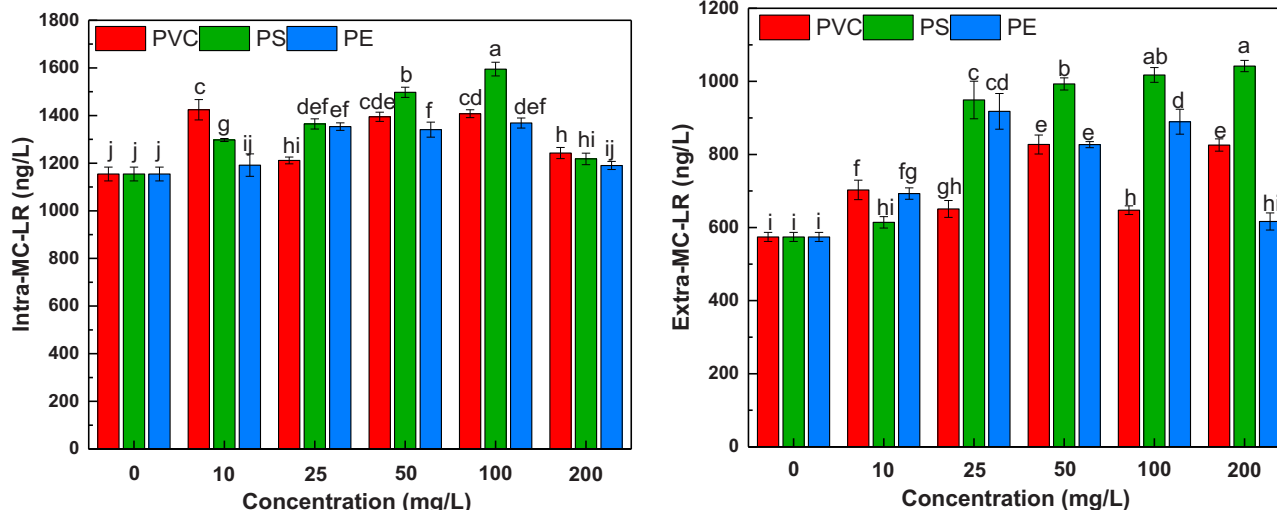 1800
1600
1400
1200
1000
800
600
400
200
0
Intra-MC-LR (ng/L)
PVC PS PE
j j j
c g ij
hi def ef
cde b f
cd a def
h hi ij
0 10 25 50 100 200
Concentration (mg/L)
1200
1000
800
600
400
200
0
Extra-MC-LR (ng/L)
PVC PS PE
i i i
f hi fg
gh c cd
e b e
h ab d
e a hi
0 10 25 50 100 200
Concentration (mg/L)